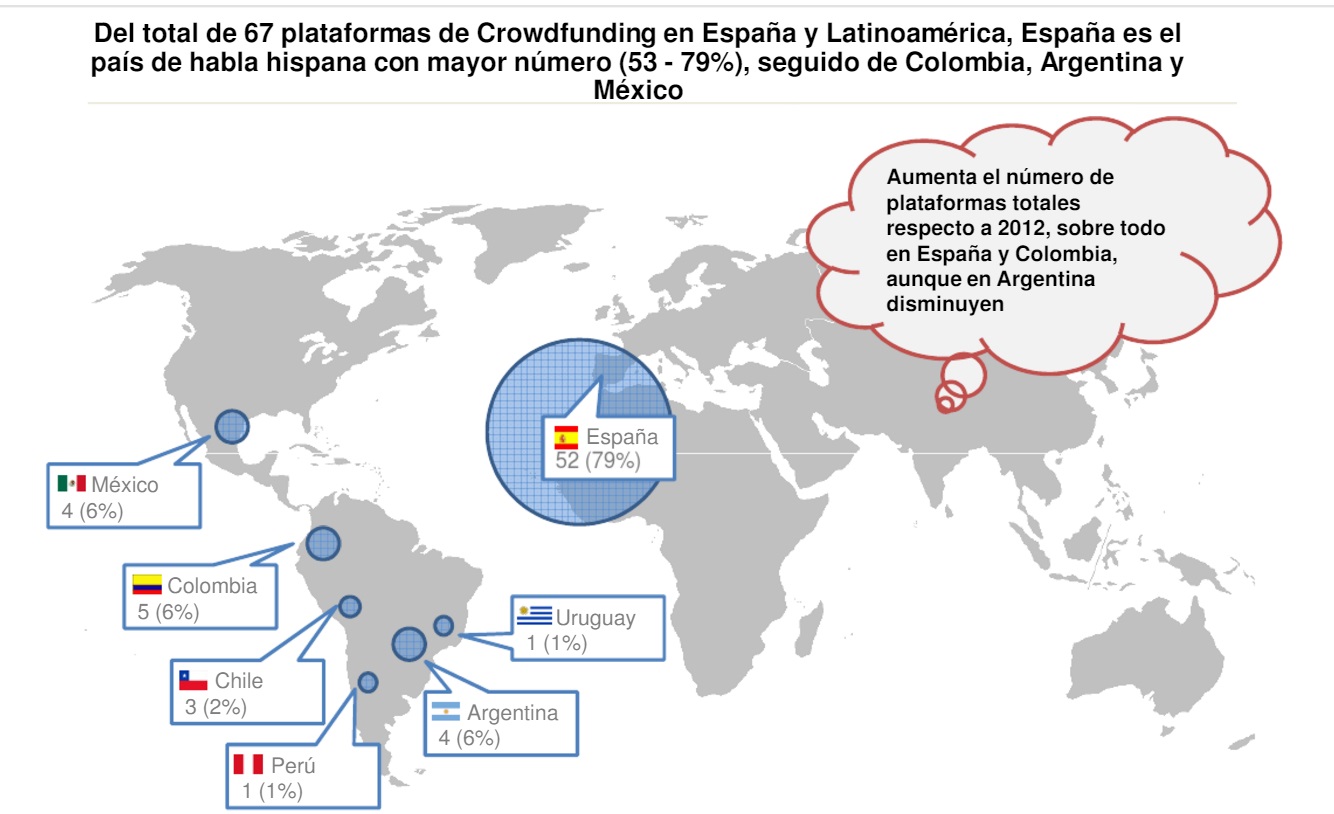 Del total de 67 plataformas de Crowdfunding en España y Latinoamérica, España es el
país de habla hispana con mayor número (53 - 79%), seguido de Colombia, Argentina y
México
Aumenta el número de
plataformas totales
respecto a 2012, sobre todo
en España y Colombia,
aunque en Argentina
disminuyen
España
52 (79%)
México
4 (6%)
Colombia
5 (6%)
Uruguay
1 (1%)
Chile
3 (2%)
Argentina
4 (6%)
Perú
1 (1%)